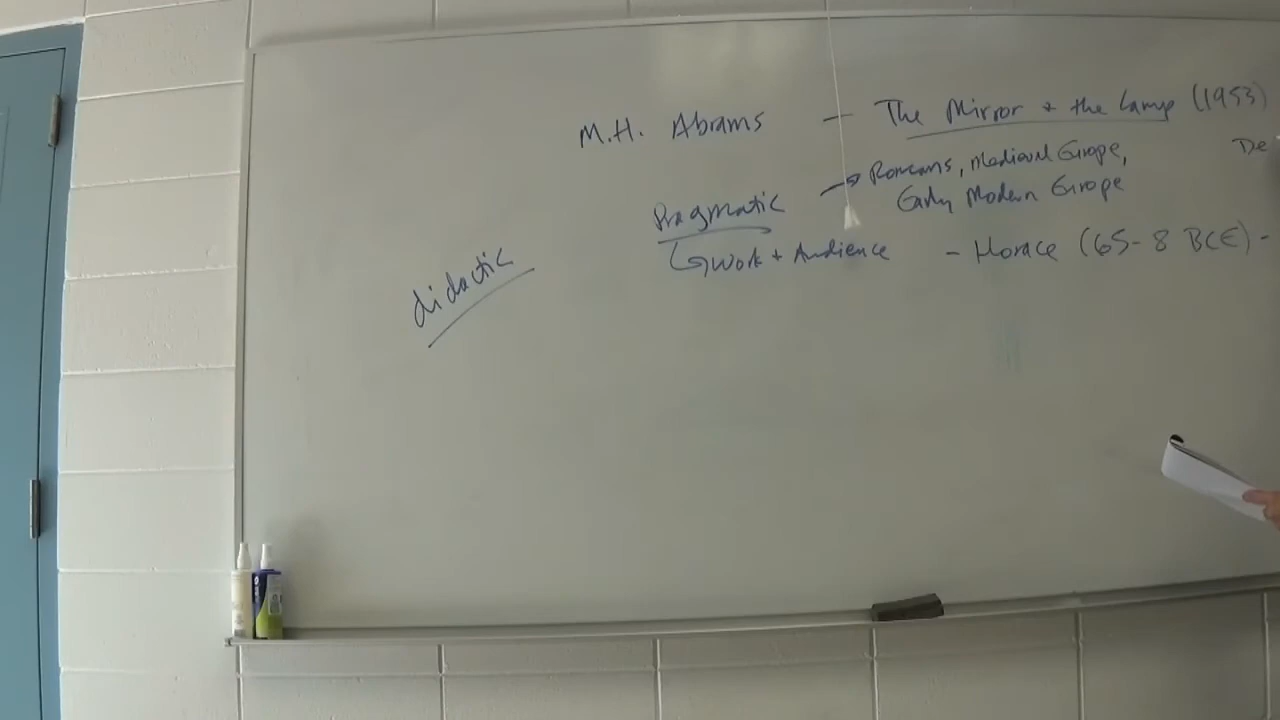 M.H. Abrams — The Mirror + the Lamp (1953)
De
Pragmatic → Romans, Medieval Europe,
Early Modern Europe
↳ Work + Audience - Horace (65-8 BCE) -
didactic